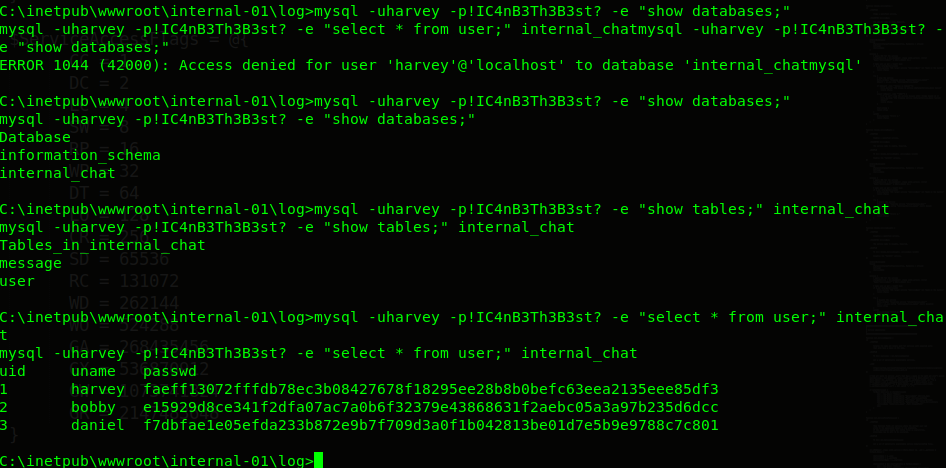 C:\inetpub\wwwroot\internal-01\log>mysql -uharvey -p!IC4nB3Th3B3st? -e "show databases;"
mysql -uharvey -p!IC4nB3Th3B3st? -e "select * from user;" internal_chatmysql -uharvey -p!IC4nB3Th3B3st? -
e "show databases;"
ERROR 1044 (42000): Access denied for user 'harvey'@'localhost' to database 'internal_chatmysql'
C:\inetpub\wwwroot\internal-01\log>mysql -uharvey -p!IC4nB3Th3B3st? -e "show databases;"
mysql -uharvey -p!IC4nB3Th3B3st? -e "show databases;"
Database
information_schema
internal_chat
C:\inetpub\wwwroot\internal-01\log>mysql -uharvey -p!IC4nB3Th3B3st? -e "show tables;" internal_chat
mysql -uharvey -p!IC4nB3Th3B3st? -e "show tables;" internal_chat
Tables_in_internal_chat
message
user
C:\inetpub\wwwroot\internal-01\log>mysql -uharvey -p!IC4nB3Th3B3st? -e "select * from user;" internal_cha
t
mysql -uharvey -p!IC4nB3Th3B3st? -e "select * from user;" internal_chat
uid uname passwd
1 harvey faeff13072fffdb78ec3b08427678f18295ee28b8b0befc63eea2135eee85df3
2 bobby e15929d8ce341f2dfa07ac7a0b6f32379e43868631f2aebc05a3a97b235d6dcc
3 daniel f7dbfae1e05efda233b872e9b7f709d3a0f1b042813be01d7e5b9e9788c7c801
C:\inetpub\wwwroot\internal-01\log>